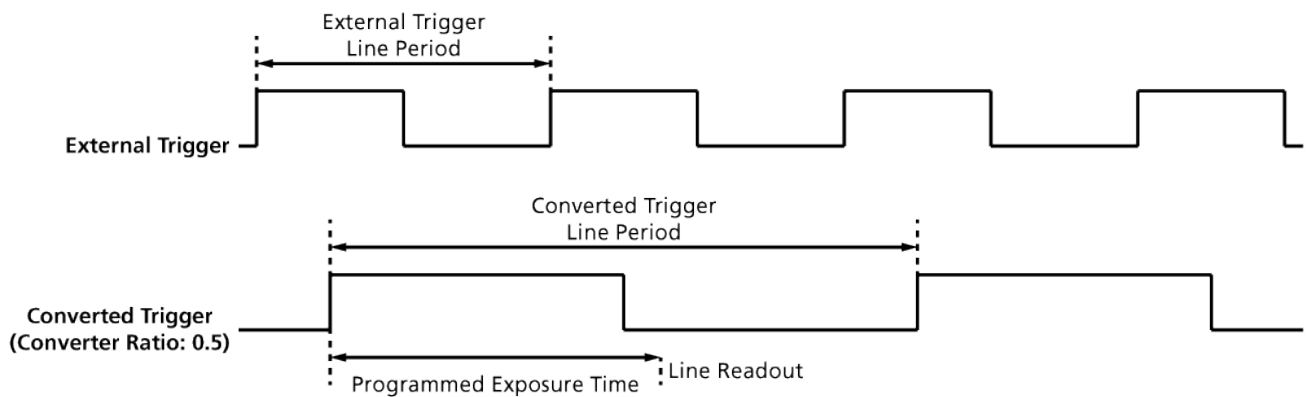 External Trigger
Line Period
External Trigger
Converted Trigger
Line Period
Converted Trigger
(Converter Ratio: 0.5)
Line Readout
Programmed Exposure Time